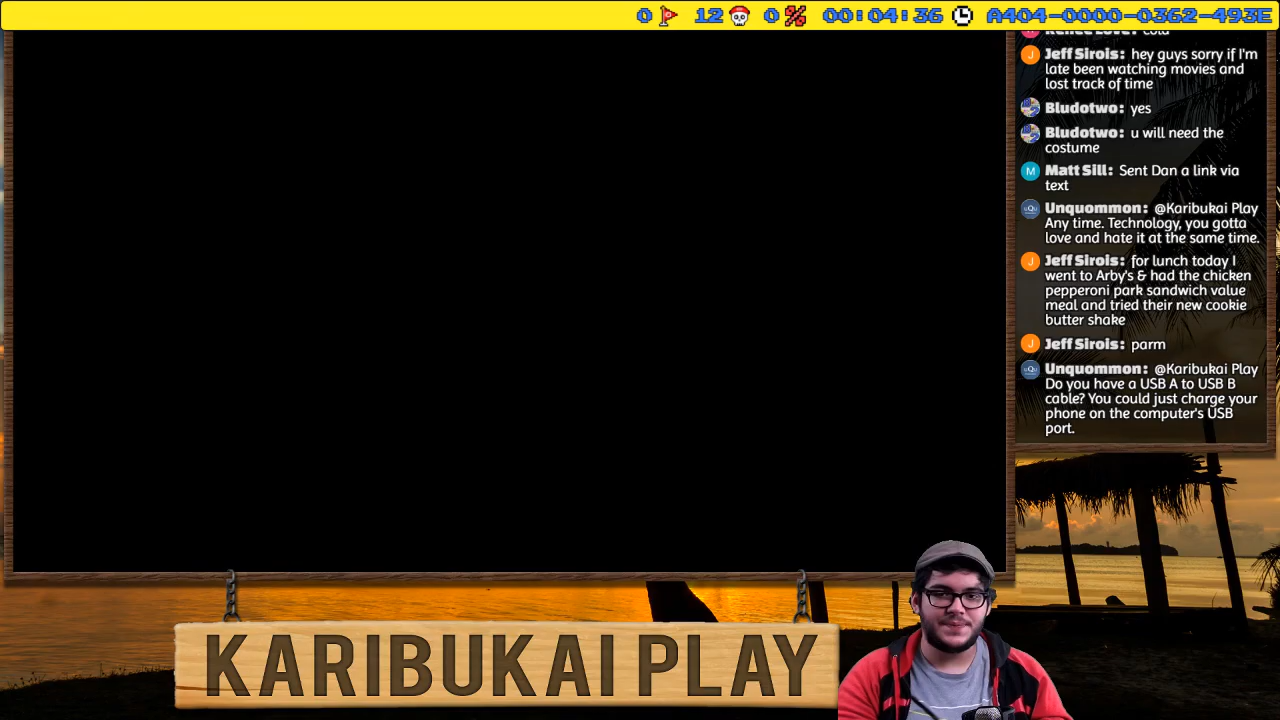 0 12 0 % 00:04:36 A404-0000-0362-493E
Renee Love: cold
Jeff Sirois: hey guys sorry if I'm
late been watching movies and
lost track of time
Bludotwo: yes
Bludotwo: u will need the
costume
M Matt Sill: Sent Dan a link via
text
uQu Unquommon: @Karibukai Play
Any time. Technology, you gotta
love and hate it at the same time.
J Jeff Sirois: for lunch today I
went to Arby's & had the chicken
pepperoni park sandwich value
meal and tried their new cookie
butter shake
J Jeff Sirois: parm
uQu Unquommon: @Karibukai Play
Do you have a USB A to USB B
cable? You could just charge your
phone on the computer's USB
port.
KARIBUKAI PLAY